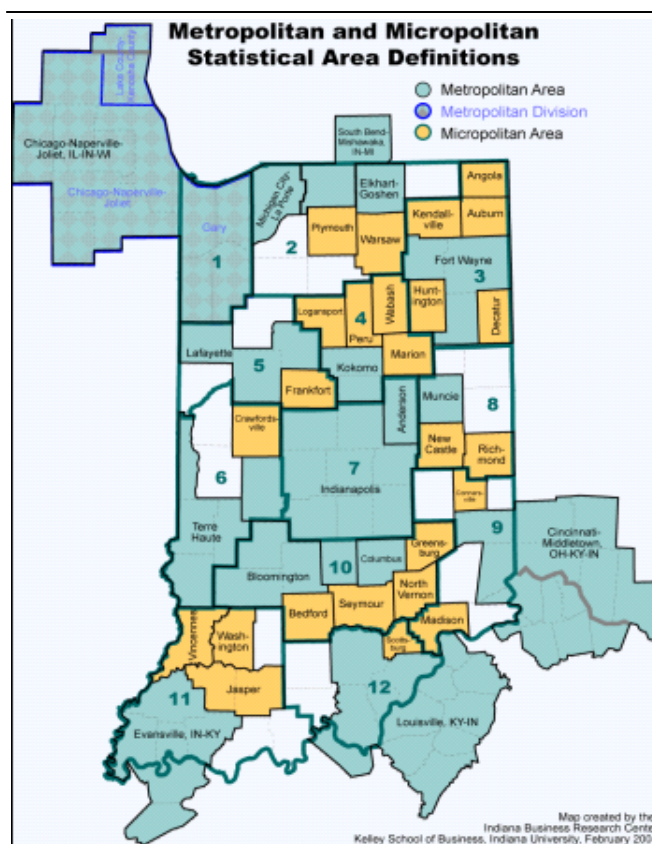 Metropolitan and Micropolitan
Statistical Area Definitions
Metropolitan Area
Metropolitan Division
Micropolitan Area
Lake County-
Kenosha County
Chicago-Naperville-
Joliet, IL-IN-WI
Chicago-Naperville-
Joliet
Gary
1
South Bend-
Mishawaka,
IN-MI
Michigan City-
La Porte
Elkhart-
Goshen
Angola
2
Plymouth
Warsaw
Kendall-
ville
Auburn
Fort Wayne
3
Hunt-
ington
Decatur
Logansport
4
Peru
Wabash
Lafayette
5
Kokomo
Marion
Frankfort
Anderson
Muncie
8
Crawfords-
ville
6
7
Indianapolis
New
Castle
Rich-
mond
Conners-
ville
Terre
Haute
9
Cincinnati-
Middletown,
OH-KY-IN
Bloomington
10
Columbus
Greens-
burg
Bedford
Seymour
North
Vernon
Madison
Vincennes
Wash-
ington
Scotts-
burg
Jasper
11
12
Evansville, IN-KY
Louisville, KY-IN
Map created by the
Indiana Business Research Cente
Kelley School of Business, Indiana University, February 200